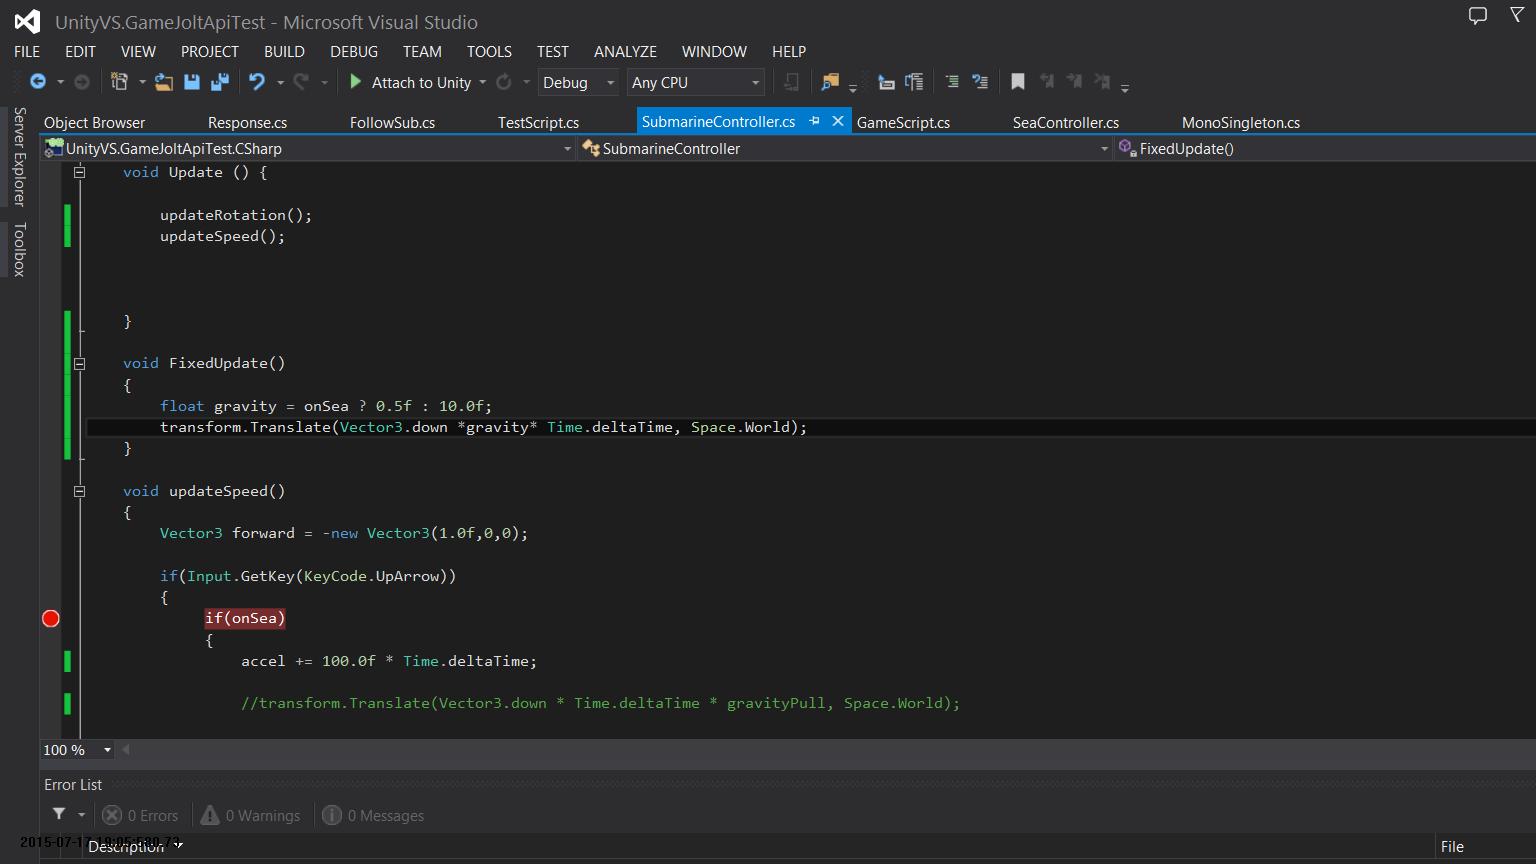 UnityVS.GameJoltApiTest - Microsoft Visual Studio
FILE EDIT VIEW PROJECT BUILD DEBUG TEAM TOOLS TEST ANALYZE WINDOW HELP
Attach to Unity Debug Any CPU
Server Explorer
Toolbox
Object Browser Response.cs FollowSub.cs TestScript.cs SubmarineController.cs GameScript.cs SeaController.cs MonoSingleton.cs
UnityVS.GameJoltApiTest.CSharp SubmarineController FixedUpdate()
void Update () {
updateRotation();
updateSpeed();
}
void FixedUpdate()
{
float gravity = onSea ? 0.5f : 10.0f;
transform.Translate(Vector3.down *gravity* Time.deltaTime, Space.World);
}
void updateSpeed()
{
Vector3 forward = -new Vector3(1.0f,0,0);
if(Input.GetKey(KeyCode.UpArrow))
{
if(onSea)
{
accel += 100.0f * Time.deltaTime;
//transform.Translate(Vector3.down * Time.deltaTime * gravityPull, Space.World);
100 %
Error List
0 Errors 0 Warnings 0 Messages
Description File